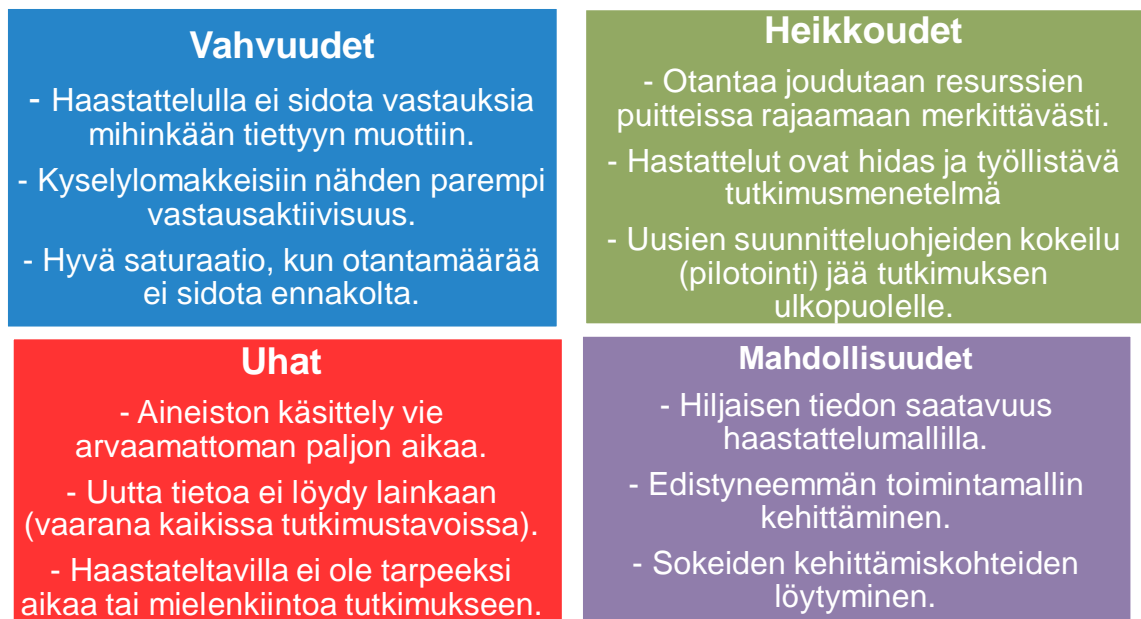 Vahvuudet
- Haastattelulla ei sidota vastauksia
mihinkään tiettyyn muottiin.
- Kyselylomakkeisiin nähden parempi
vastausaktiivisuus.
- Hyvä saturaatio, kun otantamäärää
ei sidota ennakolta.
Heikkoudet
- Otantaa joudutaan resurssien
puitteissa rajaamaan merkittävästi.
- Hastattelut ovat hidas ja työllistävä
tutkimusmenetelmä
- Uusien suunnitteluohjeiden kokeilu
(pilotointi) jää tutkimuksen
ulkopuolelle.
Uhat
- Aineiston käsittely vie
arvaamattoman paljon aikaa.
- Uutta tietoa ei löydy lainkaan
(vaarana kaikissa tutkimustavoissa).
- Haastateltavilla ei ole tarpeeksi
aikaa tai mielenkiintoa tutkimukseen.
Mahdollisuudet
- Hiljaisen tiedon saatavuus
haastattelumallilla.
- Edistyneemmän toimintamallin
kehittäminen.
- Sokeiden kehittämiskohteiden
löytyminen.